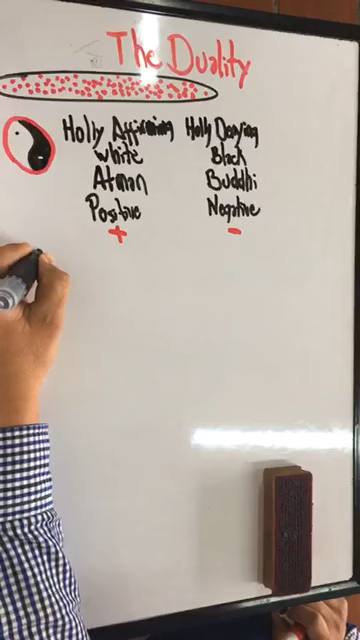 The Duality
Holly Affirming Holly Denying
White Black
Atman Buddhi
Positive Negative
+ -